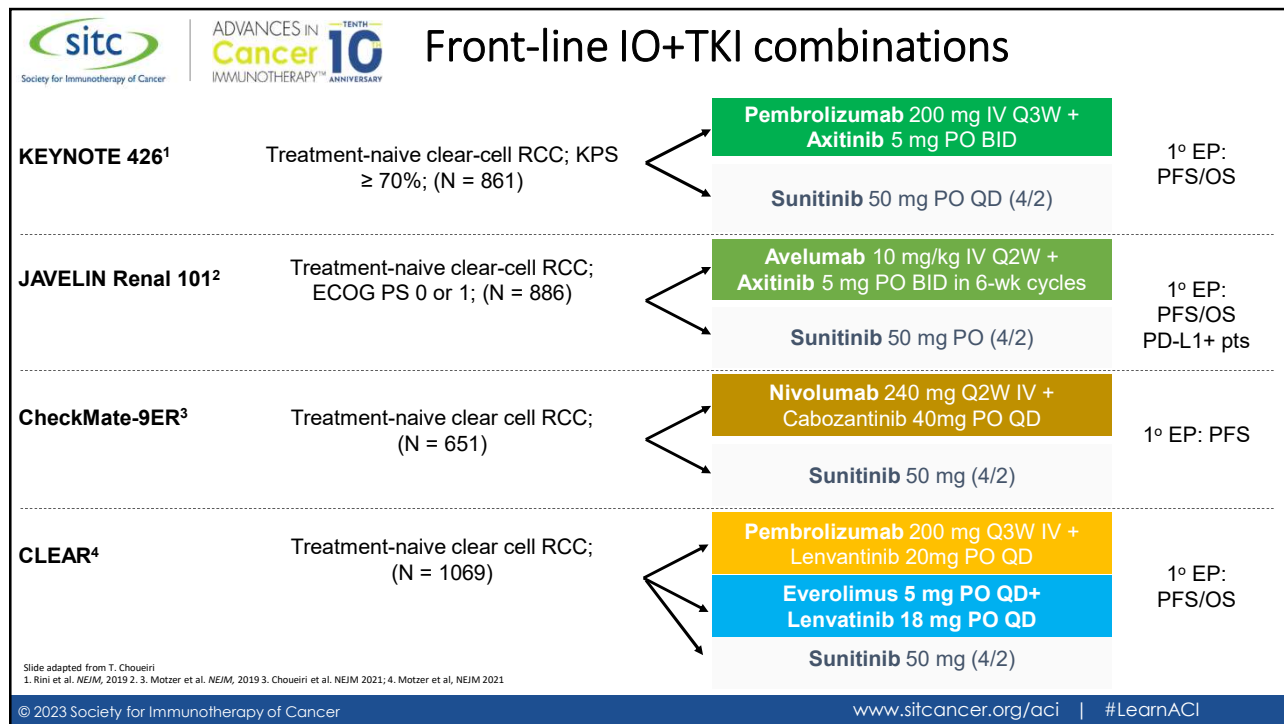 sitc
Society for Immunotherapy of Cancer
ADVANCES IN
Cancer
IMMUNOTHERAPY™
TENTH
10
ANNIVERSARY
Front-line IO+TKI combinations
KEYNOTE 426¹
Treatment-naive clear-cell RCC; KPS
≥ 70%; (N = 861)
Pembrolizumab 200 mg IV Q3W +
Axitinib 5 mg PO BID
Sunitinib 50 mg PO QD (4/2)
1º EP:
PFS/OS
JAVELIN Renal 101²
Treatment-naive clear-cell RCC;
ECOG PS 0 or 1; (N = 886)
Avelumab 10 mg/kg IV Q2W +
Axitinib 5 mg PO BID in 6-wk cycles
Sunitinib 50 mg PO (4/2)
1º EP:
PFS/OS
PD-L1+ pts
CheckMate-9ER³
Treatment-naive clear cell RCC;
(N = 651)
Nivolumab 240 mg Q2W IV +
Cabozantinib 40mg PO QD
Sunitinib 50 mg (4/2)
1º EP: PFS
CLEAR⁴
Treatment-naive clear cell RCC;
(N = 1069)
Pembrolizumab 200 mg Q3W IV +
Lenvantinib 20mg PO QD
Everolimus 5 mg PO QD+
Lenvatinib 18 mg PO QD
Sunitinib 50 mg (4/2)
1º EP:
PFS/OS
Slide adapted from T. Choueiri
1. Rini et al. NEJM, 2019 2. 3. Motzer et al. NEJM, 2019 3. Choueiri et al. NEJM 2021; 4. Motzer et al, NEJM 2021
© 2023 Society for Immunotherapy of Cancer
www.sitcancer.org/aci | #LearnACI